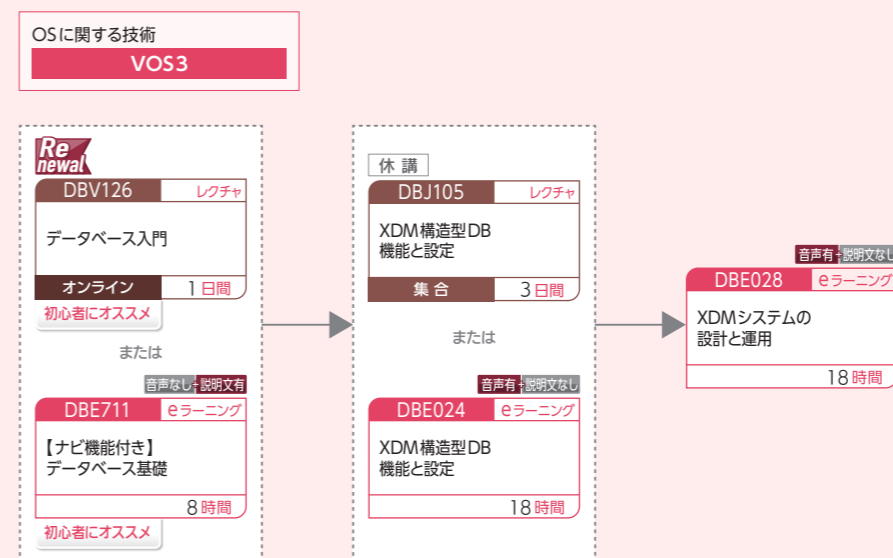 OSに関する技術
VOS3
Re
newal
DBV126 レクチャ
データベース入門
オンライン 1日間
初心者にオススメ
または
音声なし+説明文有
DBE711 eラーニング
【ナビ機能付き】
データベース基礎
8時間
初心者にオススメ
休講
DBJ105 レクチャ
XDM構造型DB
機能と設定
集合 3日間
または
音声有+説明文なし
DBE024 eラーニング
XDM構造型DB
機能と設定
18時間
音声有+説明文なし
DBE028 eラーニング
XDMシステムの
設計と運用
18時間